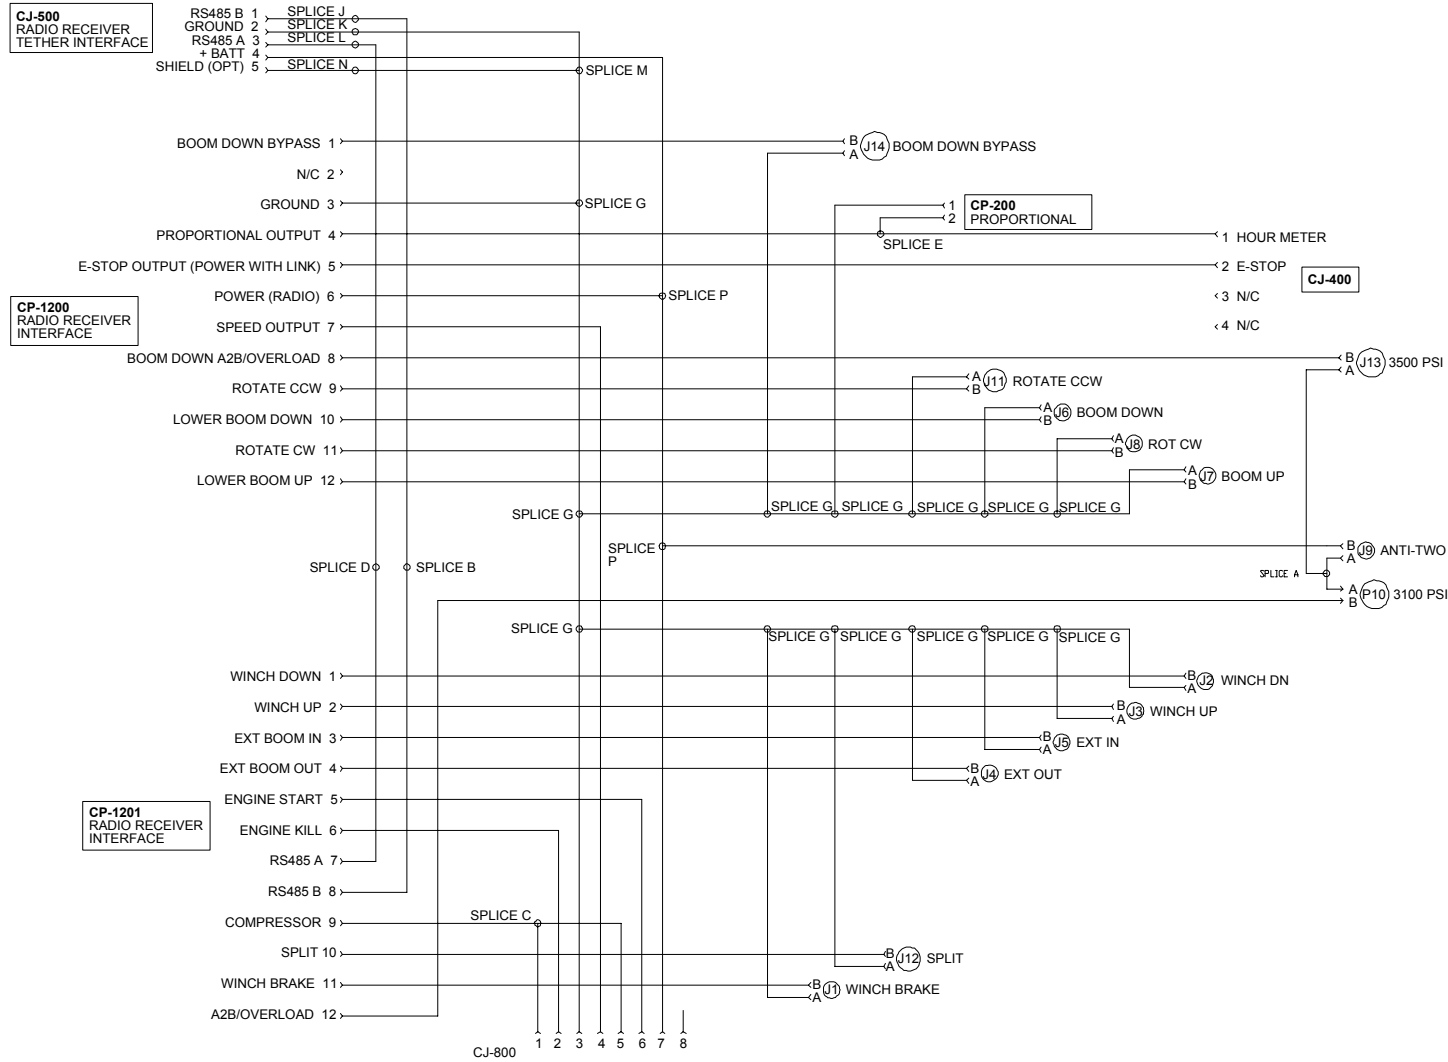 CJ-500
RADIO RECEIVER
TETHER INTERFACE
RS485 B 1 SPLICE J
GROUND 2 SPLICE K
RS485 A 3 SPLICE L
+ BATT 4
SHIELD (OPT) 5 SPLICE N
SPLICE M
BOOM DOWN BYPASS 1
B
A
J14 BOOM DOWN BYPASS
N/C 2
GROUND 3
SPLICE G
1
2
CP-200
PROPORTIONAL
PROPORTIONAL OUTPUT 4
SPLICE E
1 HOUR METER
E-STOP OUTPUT (POWER WITH LINK) 5
2 E-STOP
CJ-400
POWER (RADIO) 6
SPLICE P
3 N/C
CP-1200
RADIO RECEIVER
INTERFACE
SPEED OUTPUT 7
4 N/C
BOOM DOWN A2B/OVERLOAD 8
B
A
J13 3500 PSI
ROTATE CCW 9
A
B
J11 ROTATE CCW
LOWER BOOM DOWN 10
A
B
J6 BOOM DOWN
ROTATE CW 11
A
B
J8 ROT CW
LOWER BOOM UP 12
A
B
J7 BOOM UP
SPLICE G
SPLICE G SPLICE G SPLICE G SPLICE G SPLICE G
SPLICE
P
B
A
J9 ANTI-TWO
SPLICE D
SPLICE B
SPLICE A
A
B
P10 3100 PSI
SPLICE G
SPLICE G SPLICE G SPLICE G SPLICE G SPLICE G
WINCH DOWN 1
B
A
J2 WINCH DN
WINCH UP 2
B
A
J3 WINCH UP
EXT BOOM IN 3
B
A
J5 EXT IN
EXT BOOM OUT 4
B
A
J4 EXT OUT
CP-1201
RADIO RECEIVER
INTERFACE
ENGINE START 5
ENGINE KILL 6
RS485 A 7
RS485 B 8
COMPRESSOR 9
SPLICE C
SPLIT 10
B
A
J12 SPLIT
WINCH BRAKE 11
B
A
J1 WINCH BRAKE
A2B/OVERLOAD 12
CJ-800
1 2 3 4 5 6 7 8